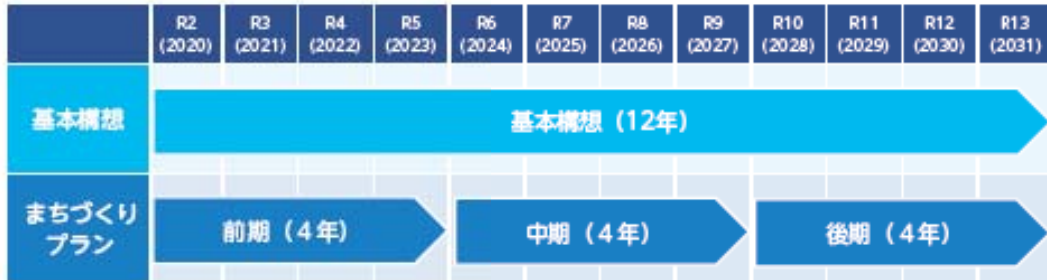 R2 R3 R4 R5 R6 R7 R8 R9 R10 R11 R12 R13
(2020) (2021) (2022) (2023) (2024) (2025) (2026) (2027) (2028) (2029) (2030) (2031)
基本構想
基本構想（12年）
まちづくり
プラン
前期（４年） 中期（４年） 後期（４年）